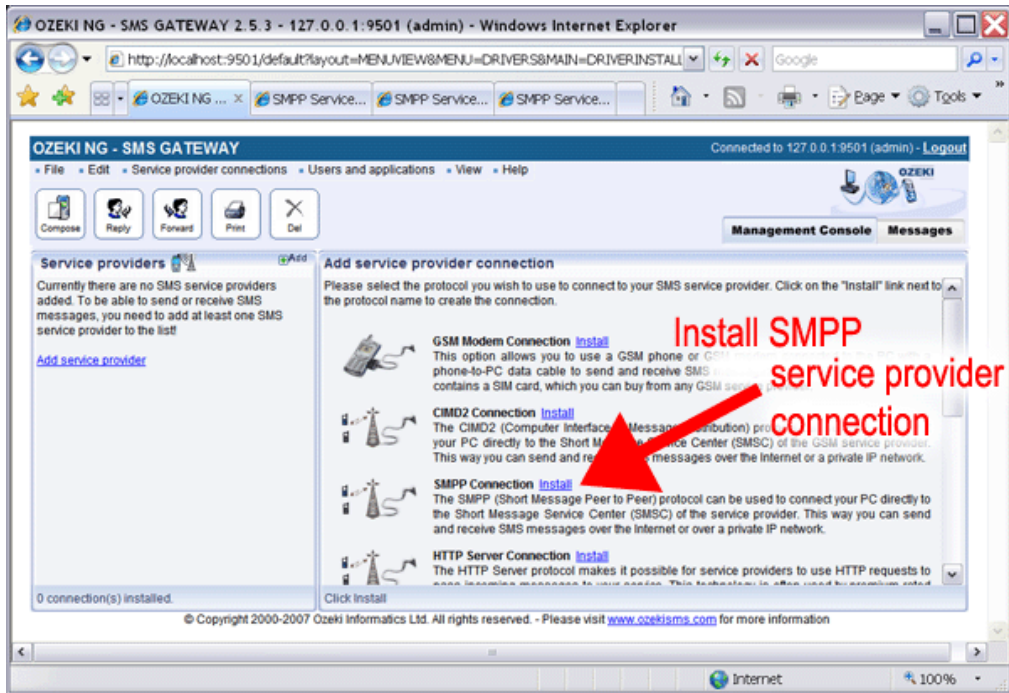 OZEKI NG - SMS GATEWAY 2.5.3 - 127.0.0.1:9501 (admin) - Windows Internet Explorer
http://localhost:9501/default?layout=MENUVIEW&MENU=DRIVERS&MAIN=DRIVERINSTALL
Google
OZEKI NG ...
SMPP Service...
SMPP Service...
SMPP Service...
Page
Tools
OZEKI NG - SMS GATEWAY
Connected to 127.0.0.1:9501 (admin) - Logout
File Edit Service provider connections Users and applications View Help
OZEKI
Compose Reply Forward Print Del
Management Console Messages
Service providers
Add
Currently there are no SMS service providers
added. To be able to send or receive SMS
messages, you need to add at least one SMS
service provider to the list!
Add service provider
0 connection(s) installed.
Add service provider connection
Please select the protocol you wish to use to connect to your SMS service provider. Click on the "Install" link next to
the protocol name to create the connection.
GSM Modem Connection Install
This option allows you to use a GSM phone or
phone-to-PC data cable to send and receive SMS
contains a SIM card, which you can buy from any GSM service
Install SMPP
service provider
connection
CIMD2 Connection Install
The CIMD2 (Computer Interface Message Distribution)
your PC directly to the Short Service Center (SMSC) of the GSM service provider.
This way you can send and messages over the Internet or a private IP network.
SMPP Connection Install
The SMPP (Short Message Peer to Peer) protocol can be used to connect your PC directly to
the Short Message Service Center (SMSC) of the service provider. This way you can send
and receive SMS messages over the Internet or over a private IP network.
HTTP Server Connection Install
The HTTP Server protocol makes it possible for service providers to use HTTP requests to
Click Install
© Copyright 2000-2007 Ozeki Informatics Ltd. All rights reserved. - Please visit www.ozekisms.com for more information
Internet
100%